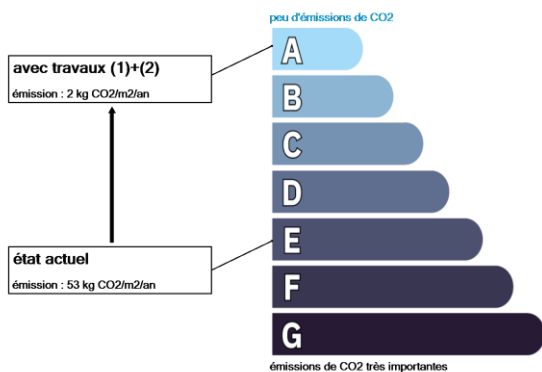 peu d'émissions de CO2
A
avec travaux (1)+(2)
émission : 2 kg CO2/m2/an
B
C
D
E
état actuel
émission : 53 kg CO2/m2/an
F
G
émissions de CO2 très importantes